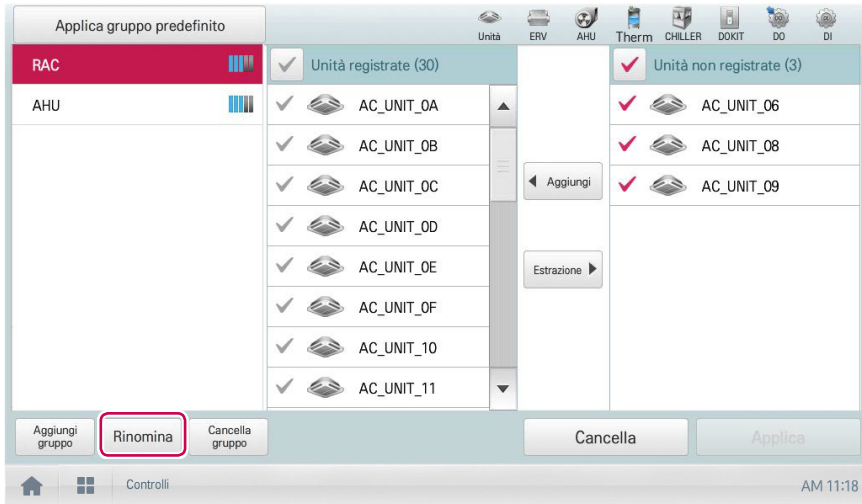 Applica gruppo predefinito
Unità
ERV
AHU
Therm
CHILLER
DOKIT
DO
DI
RAC
AHU
Unità registrate (30)
AC_UNIT_0A
AC_UNIT_0B
AC_UNIT_0C
AC_UNIT_0D
AC_UNIT_0E
AC_UNIT_0F
AC_UNIT_10
AC_UNIT_11
Aggiungi
Estrazione
Unità non registrate (3)
AC_UNIT_06
AC_UNIT_08
AC_UNIT_09
Aggiungi
gruppo
Rinomina
Cancella
gruppo
Cancella
Applica
Controlli
AM 11:18